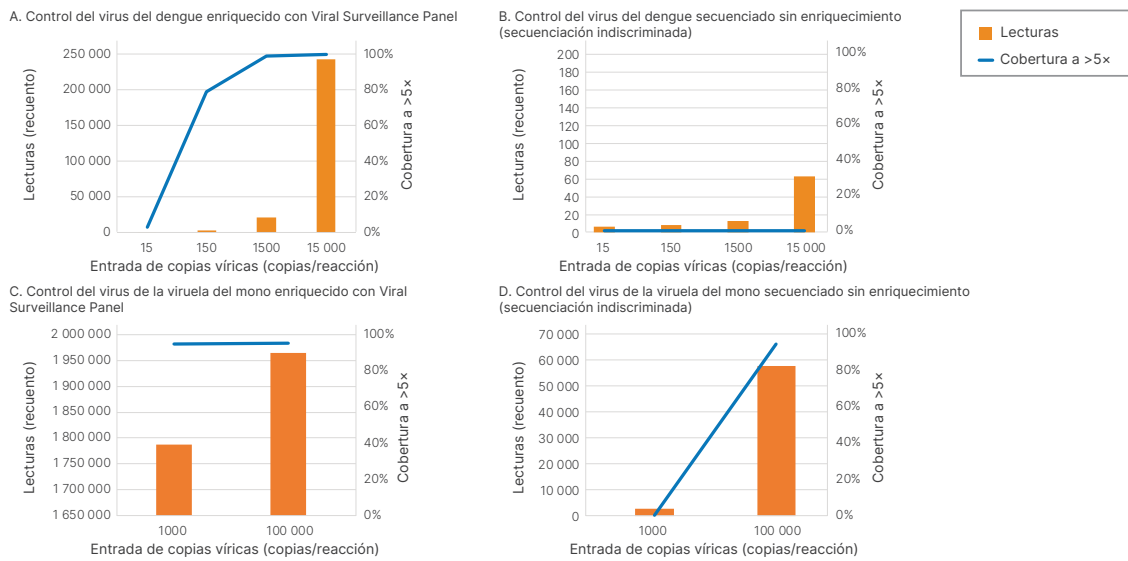 A. Control del virus del dengue enriquecido con Viral Surveillance Panel
250 000
200 000
150 000
100 000
50 000
0
Lecturas (recuento)
100%
80%
60%
40%
20%
0%
Cobertura a >5×
15
150
1500
15 000
Entrada de copias víricas (copias/reacción)
B. Control del virus del dengue secuenciado sin enriquecimiento
(secuenciación indiscriminada)
200
180
160
140
120
100
80
60
40
20
0
Lecturas (recuento)
100%
80%
60%
40%
20%
0%
Cobertura a >5×
15
150
1500
15 000
Entrada de copias víricas (copias/reacción)
Lecturas
Cobertura a >5×
C. Control del virus de la viruela del mono enriquecido con Viral
Surveillance Panel
2 000 000
1 950 000
1 900 000
1 850 000
1 800 000
1 750 000
1 700 000
1 650 000
Lecturas (recuento)
100%
80%
60%
40%
20%
0%
Cobertura a >5×
1000
100 000
Entrada de copias víricas (copias/reacción)
D. Control del virus de la viruela del mono secuenciado sin enriquecimiento
(secuenciación indiscriminada)
70 000
60 000
50 000
40 000
30 000
20 000
10 000
0
Lecturas (recuento)
100%
80%
60%
40%
20%
0%
Cobertura a >5×
1000
100 000
Entrada de copias víricas (copias/reacción)